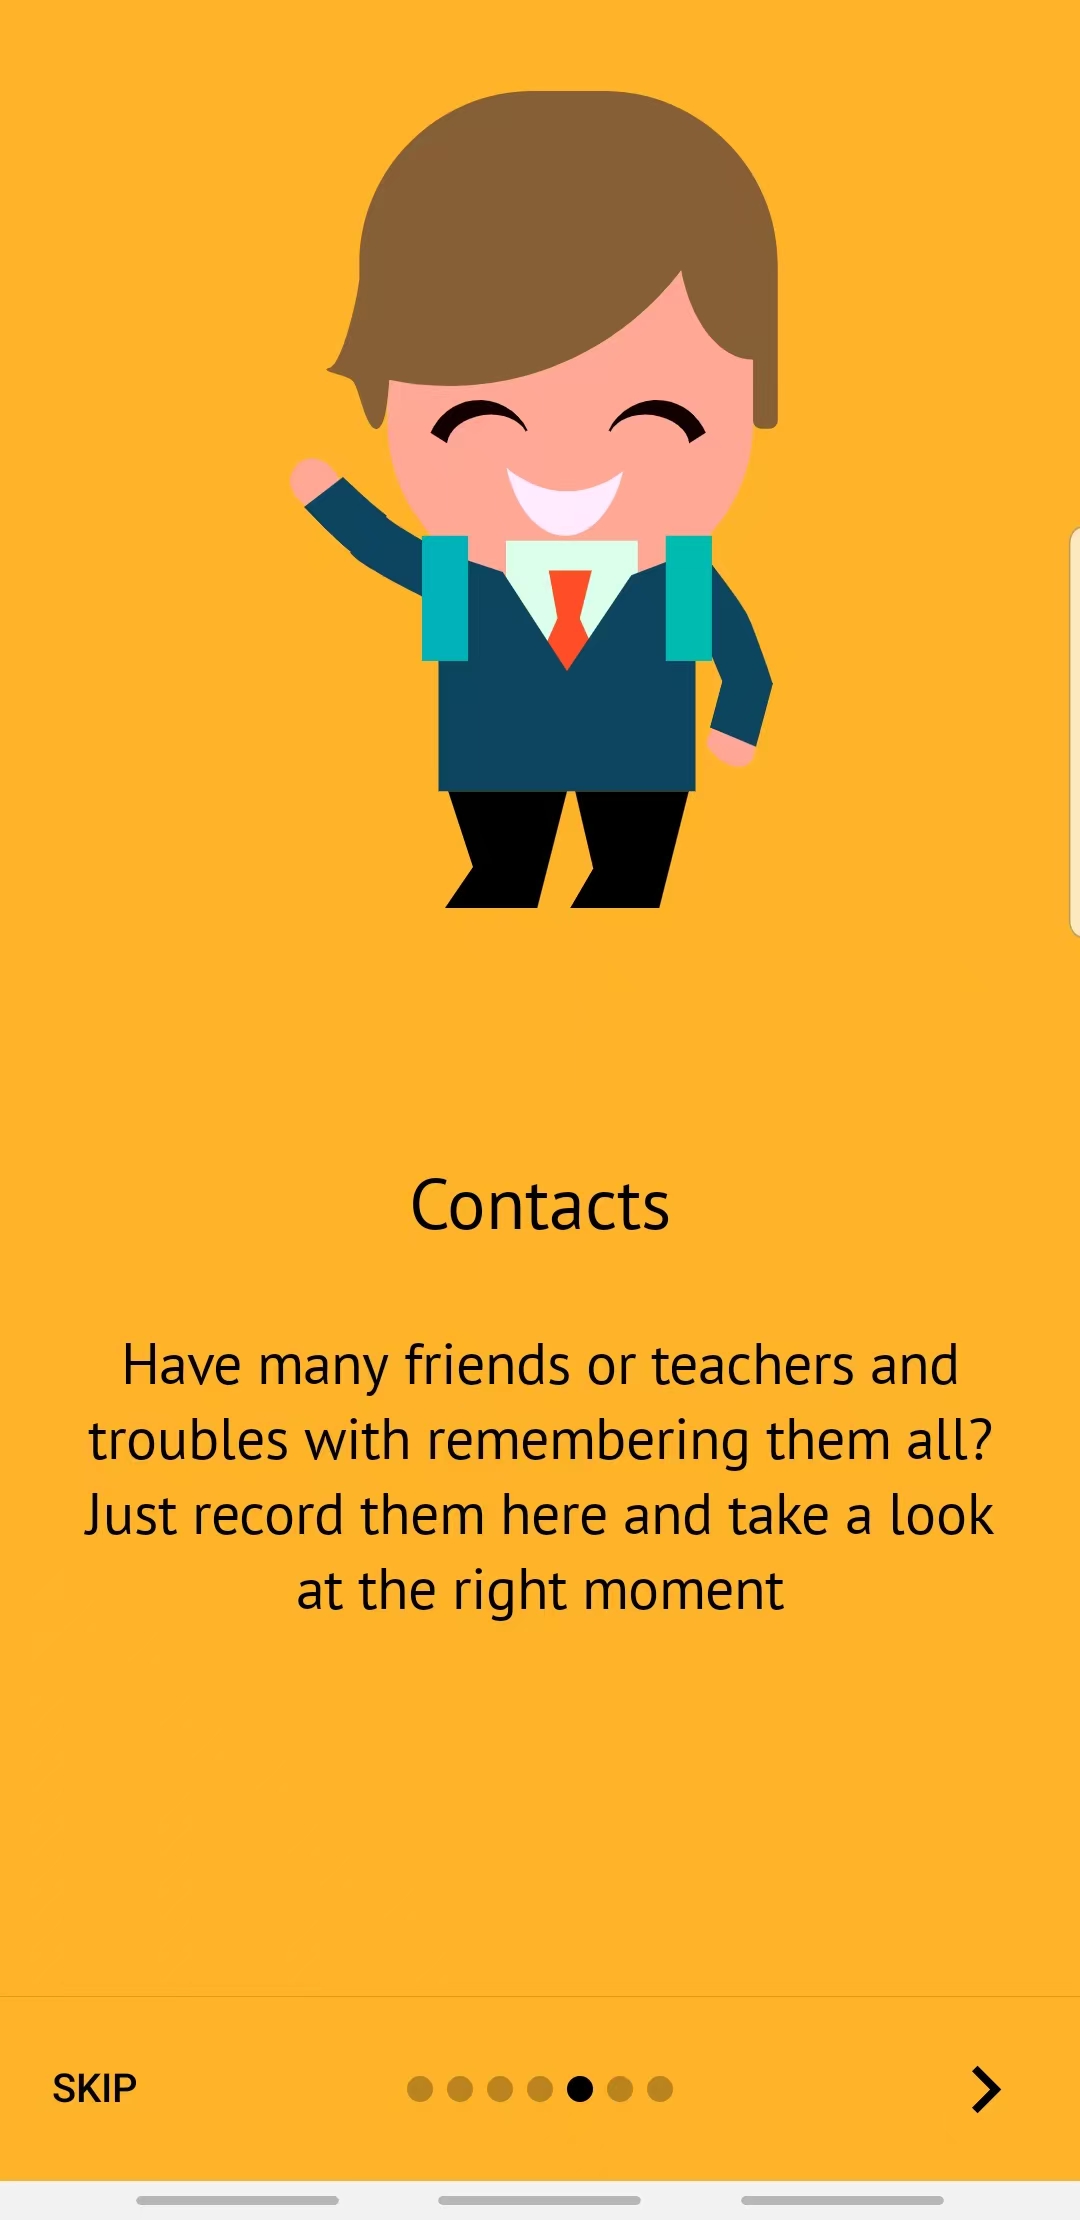 Contacts
Have many friends or teachers and
troubles with remembering them all?
Just record them here and take a look
at the right moment
SKIP